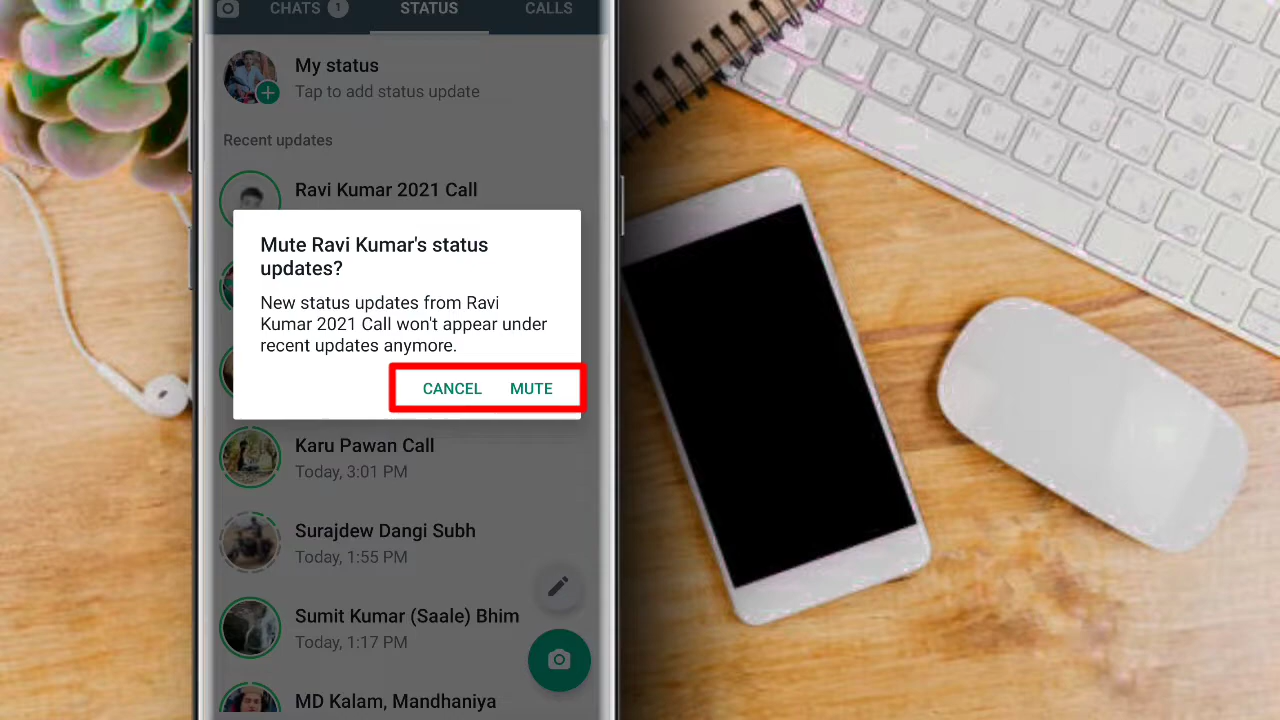 CHATS 1 STATUS CALLS
My status
Tap to add status update
Recent updates
Ravi Kumar 2021 Call
Mute Ravi Kumar's status
updates?
New status updates from Ravi
Kumar 2021 Call won't appear under
recent updates anymore.
CANCEL MUTE
Karu Pawan Call
Today, 3:01 PM
Surajdew Dangi Subh
Today, 1:55 PM
Sumit Kumar (Saale) Bhim
Today, 1:17 PM
MD Kalam, Mandhaniya